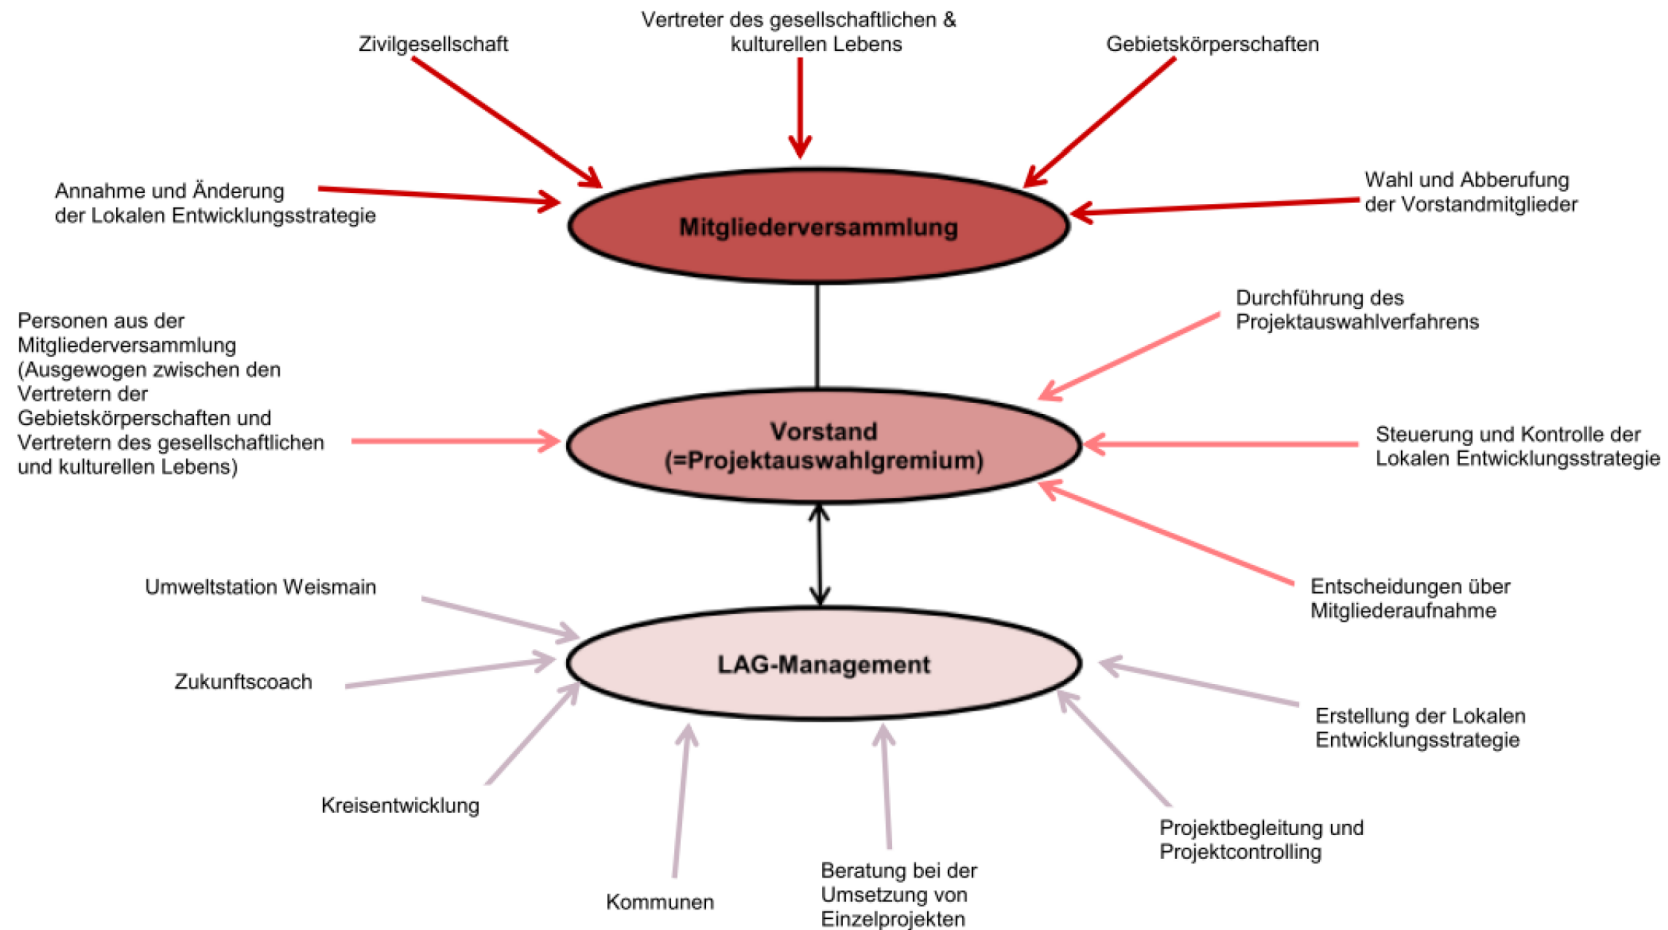 Vertreter des gesellschaftlichen &
kulturellen Lebens
Zivilgesellschaft
Gebietskörperschaften
Annahme und Änderung
der Lokalen Entwicklungsstrategie
Wahl und Abberufung
der Vorstandmitglieder
Mitgliederversammlung
Durchführung des
Projektauswahlverfahrens
Personen aus der
Mitgliederversammlung
(Ausgewogen zwischen den
Vertretern der
Gebietskörperschaften und
Vertretern des gesellschaftlichen
und kulturellen Lebens)
Vorstand
(=Projektauswahlgremium)
Steuerung und Kontrolle der
Lokalen Entwicklungsstrategie
Entscheidungen über
Mitgliederaufnahme
Umweltstation Weismain
LAG-Management
Zukunftscoach
Erstellung der Lokalen
Entwicklungsstrategie
Kreisentwicklung
Projektbegleitung und
Projektcontrolling
Kommunen
Beratung bei der
Umsetzung von
Einzelprojekten